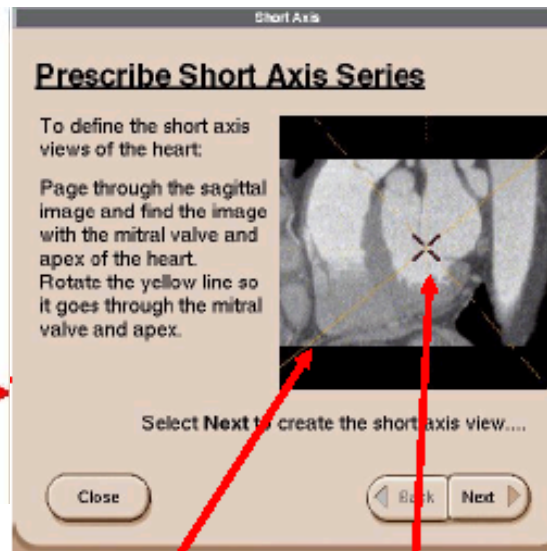 Short Axis
Prescribe Short Axis Series
To define the short axis
views of the heart:
Page through the sagittal
image and find the image
with the mitral valve and
apex of the heart.
Rotate the yellow line so
it goes through the mitral
valve and apex.
Select Next to create the short axis view....
Close
Back
Next